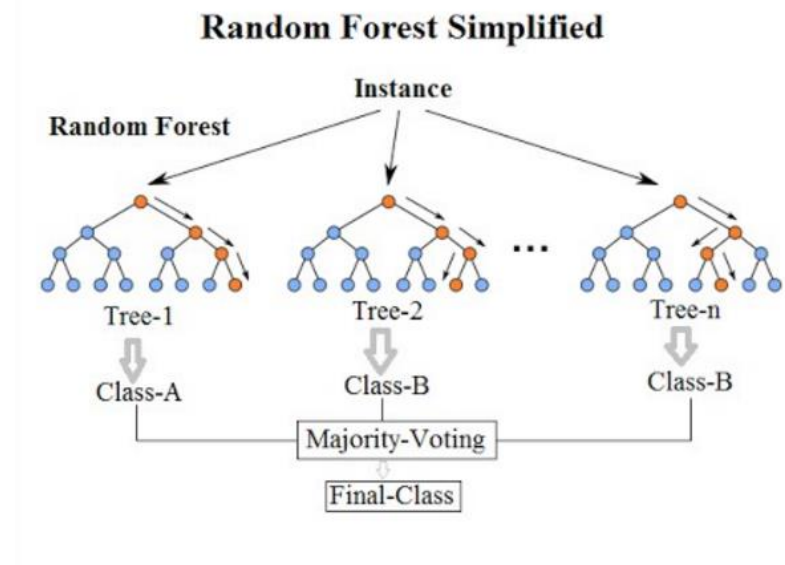 Random Forest Simplified
Instance
Random Forest
...
Tree-1
Tree-2
Tree-n
Class-A
Class-B
Class-B
Majority-Voting
Final-Class